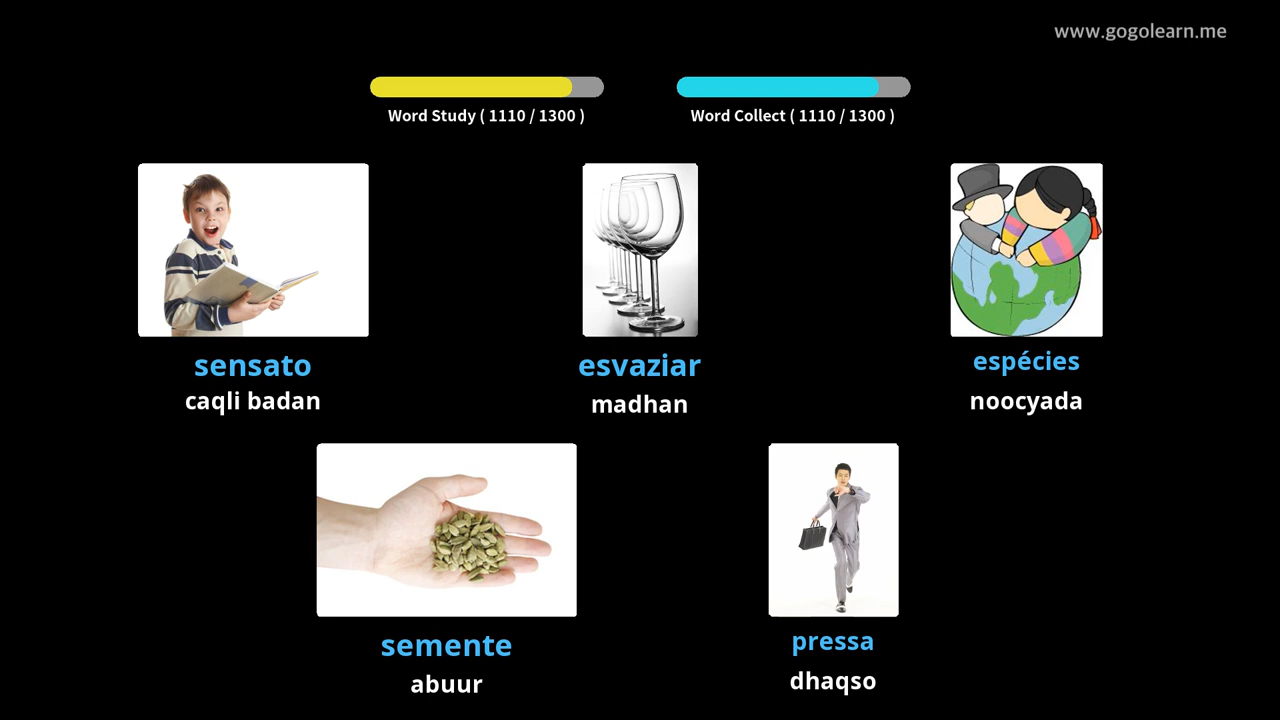 www.gogolearn.me
Word Study ( 1110 / 1300 )
Word Collect ( 1110 / 1300 )
sensato
caqli badan
esvaziar
madhan
espécies
noocyada
semente
abuur
pressa
dhaqso